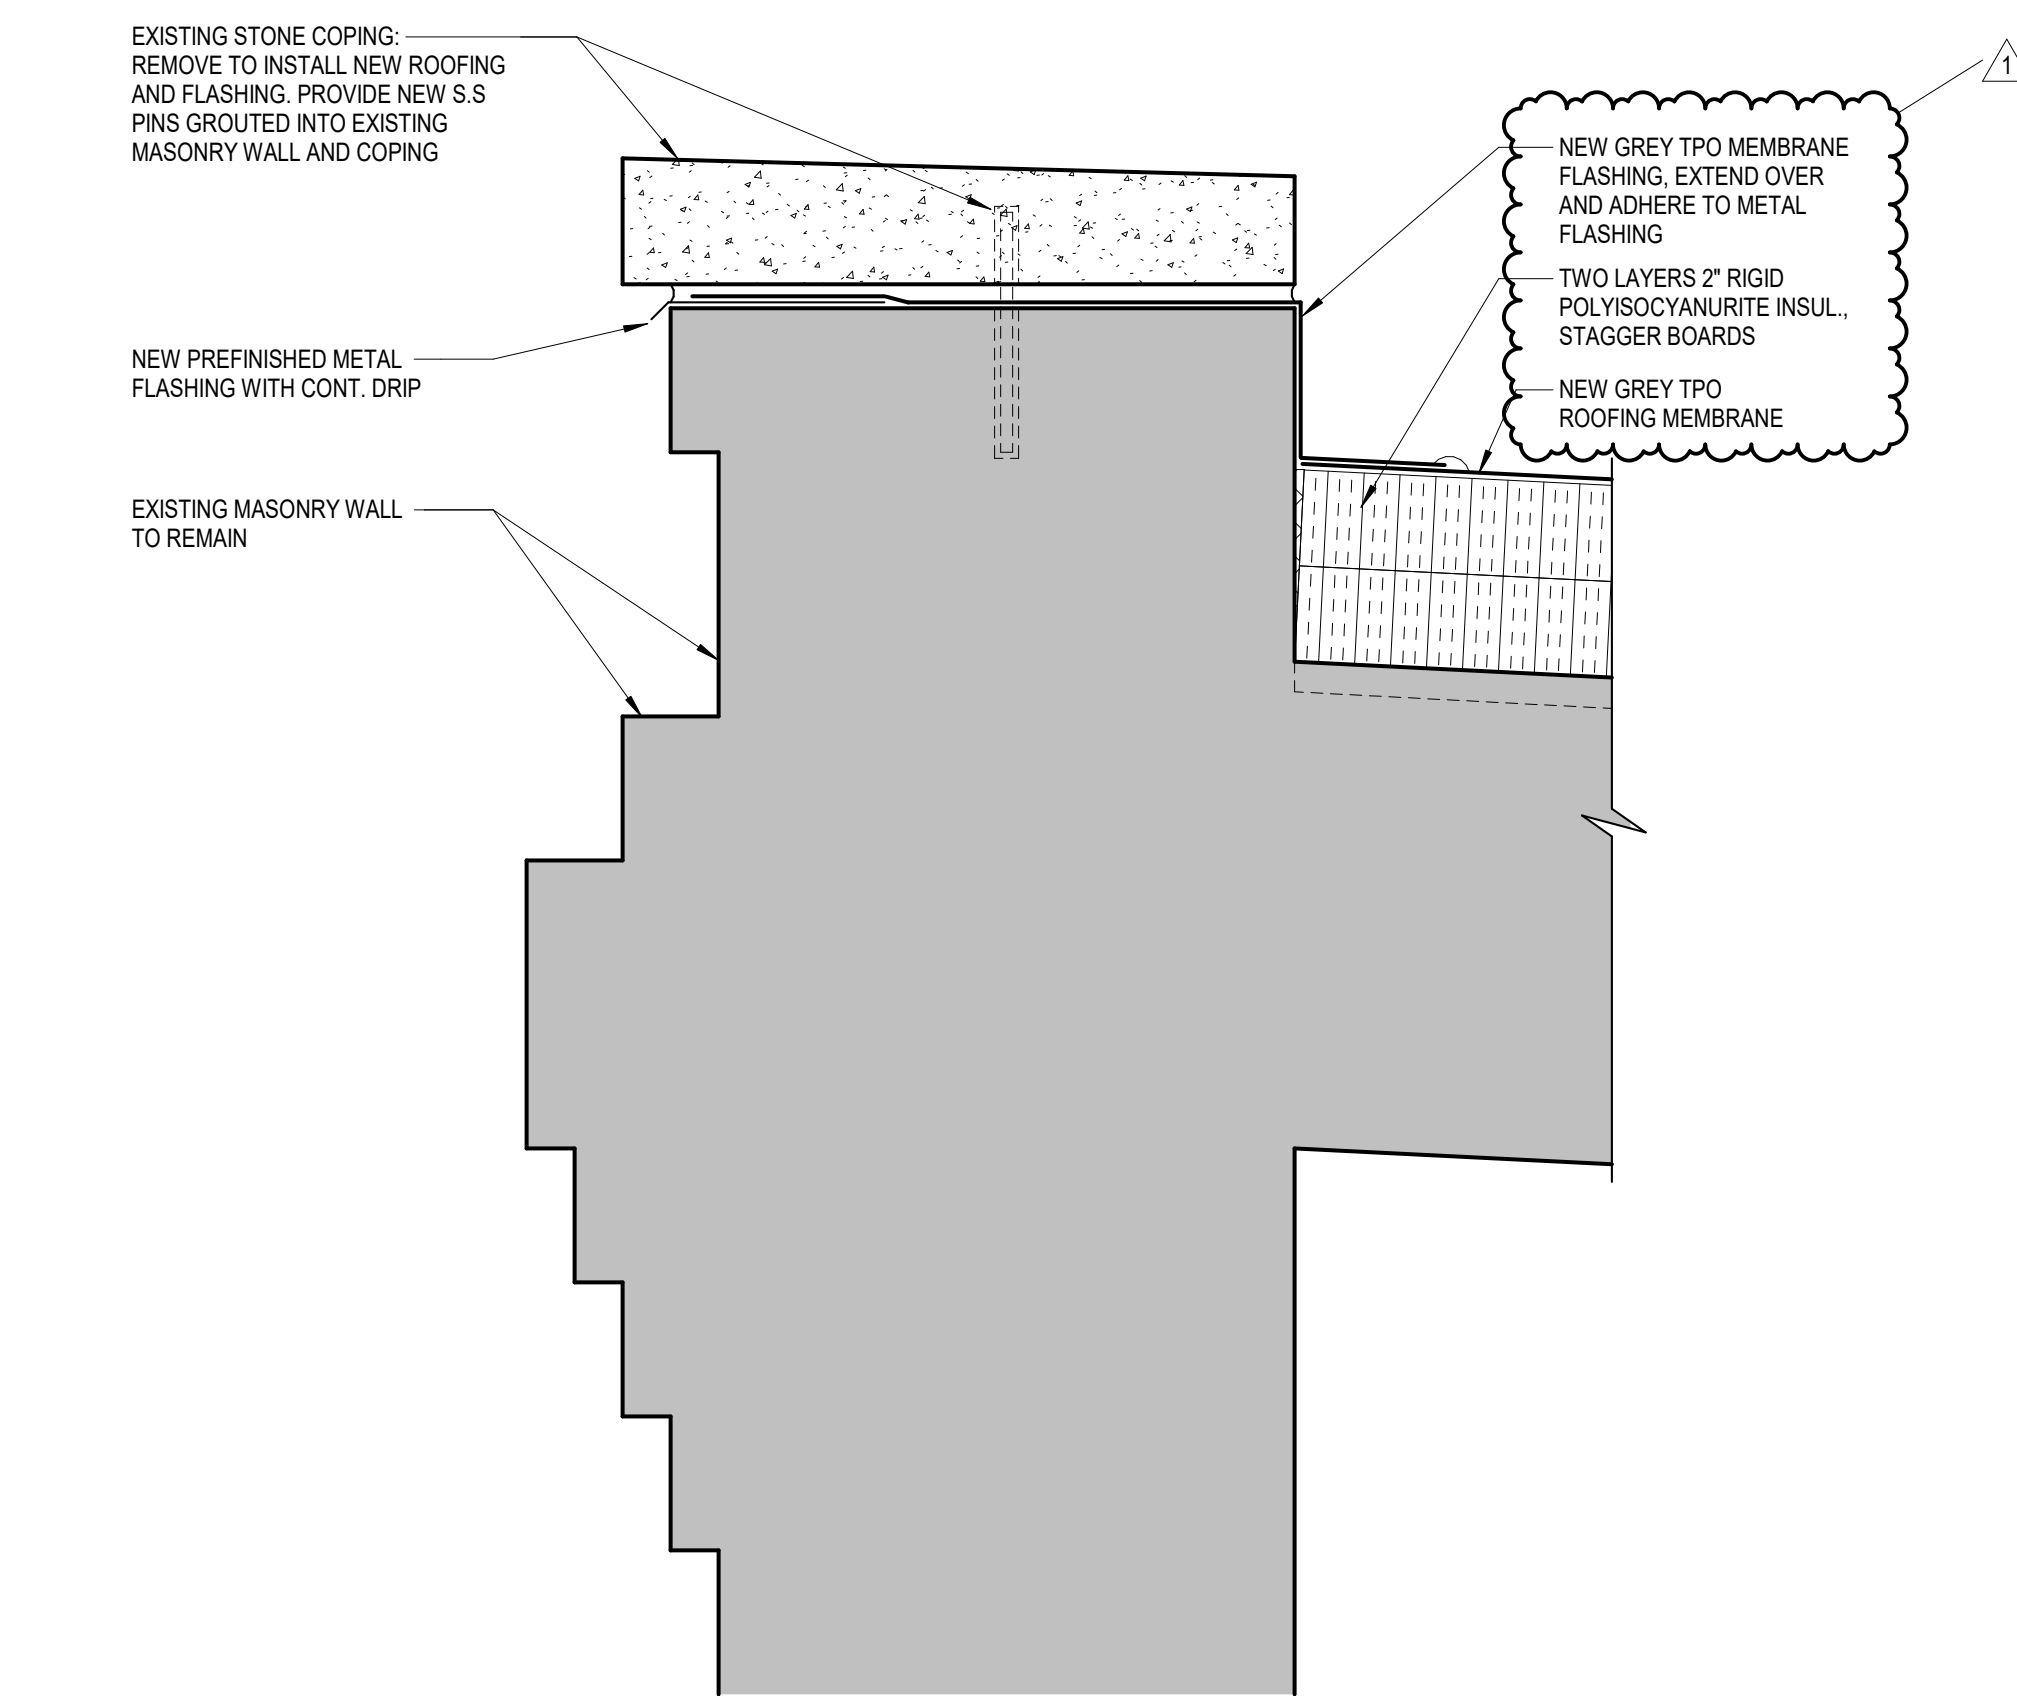 EXISTING STONE COPING:
REMOVE TO INSTALL NEW ROOFING
AND FLASHING. PROVIDE NEW S.S
PINS GROUTED INTO EXISTING
MASONRY WALL AND COPING
1
NEW GREY TPO MEMBRANE
FLASHING, EXTEND OVER
AND ADHERE TO METAL
FLASHING
TWO LAYERS 2" RIGID
POLYISOCYANURITE INSUL.,
STAGGER BOARDS
NEW GREY TPO
ROOFING MEMBRANE
NEW PREFINISHED METAL
FLASHING WITH CONT. DRIP
EXISTING MASONRY WALL
TO REMAIN